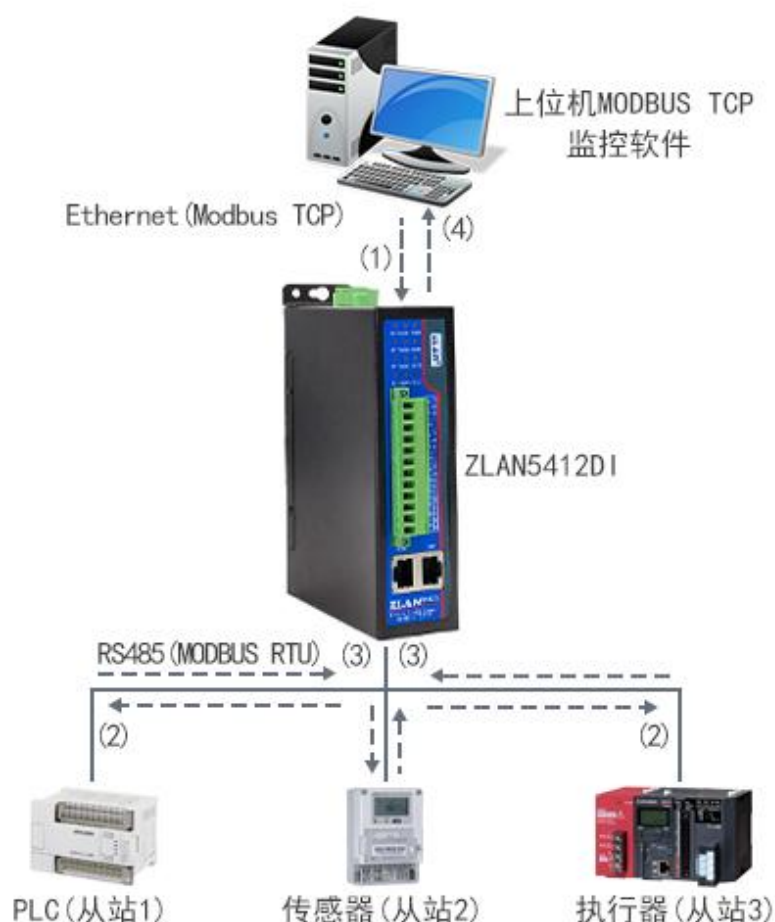 上位机MODBUS TCP
监控软件
Ethernet(Modbus TCP)
(1)
(4)
ZLAN5412DI
ZLAN
RS485(MODBUS RTU)
(3)
(3)
(2)
(2)
PLC(从站1)
传感器(从站2)
执行器(从站3)